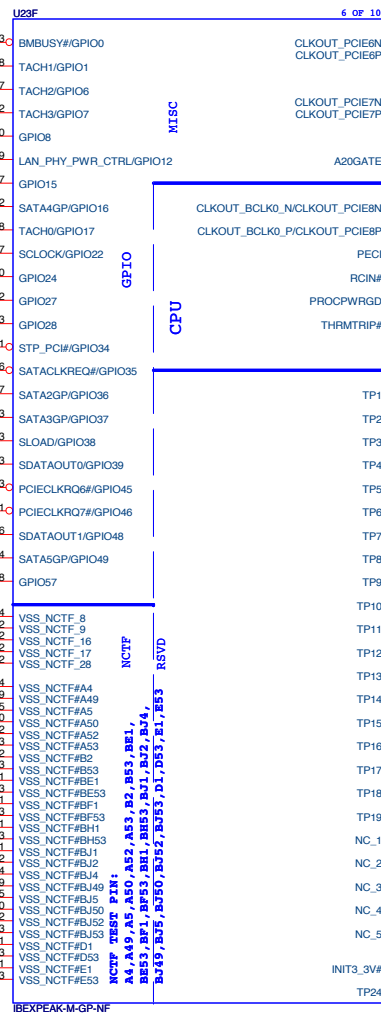 U23F
6 OF 10
BMBUSY#/GPIO0
TACH1/GPIO1
TACH2/GPIO6
TACH3/GPIO7
GPIO8
LAN_PHY_PWR_CTRL/GPIO12
GPIO15
SATA4GP/GPIO16
TACH0/GPIO17
SCLOCK/GPIO22
GPIO24
GPIO27
GPIO28
STP_PCI#/GPIO34
SATACLKREQ#/GPIO35
SATA2GP/GPIO36
SATA3GP/GPIO37
SLOAD/GPIO38
SDATAOUT0/GPIO39
PCIECLKRQ6#/GPIO45
PCIECLKRQ7#/GPIO46
SDATAOUT1/GPIO48
SATA5GP/GPIO49
GPIO57
VSS_NCTF_8
VSS_NCTF_9
VSS_NCTF_16
VSS_NCTF_17
VSS_NCTF_28
VSS_NCTF#A4
VSS_NCTF#A49
VSS_NCTF#A5
VSS_NCTF#A50
VSS_NCTF#A52
VSS_NCTF#A53
VSS_NCTF#B2
VSS_NCTF#B53
VSS_NCTF#BE1
VSS_NCTF#BE53
VSS_NCTF#BF1
VSS_NCTF#BF53
VSS_NCTF#BH1
VSS_NCTF#BH53
VSS_NCTF#BJ1
VSS_NCTF#BJ2
VSS_NCTF#BJ4
VSS_NCTF#BJ49
VSS_NCTF#BJ5
VSS_NCTF#BJ50
VSS_NCTF#BJ52
VSS_NCTF#BJ53
VSS_NCTF#D1
VSS_NCTF#D53
VSS_NCTF#E1
VSS_NCTF#E53
MISC
GPIO
CPU
NCTF
RSVD
NCTF TEST PIN:
A4,A49,A5,A50,A52,A53,B2,B53,BE1,
BE53,BF1,BF53,BH1,BH53,BJ1,BJ2,BJ4,
BJ49,BJ5,BJ50,BJ52,BJ53,D1,D53,E1,E53
CLKOUT_PCIE6N
CLKOUT_PCIE6P
CLKOUT_PCIE7N
CLKOUT_PCIE7P
A20GATE
CLKOUT_BCLK0_N/CLKOUT_PCIE8N
CLKOUT_BCLK0_P/CLKOUT_PCIE8P
PECI
RCIN#
PROCPWRGD
THRMTRIP#
TP1
TP2
TP3
TP4
TP5
TP6
TP7
TP8
TP9
TP10
TP11
TP12
TP13
TP14
TP15
TP16
TP17
TP18
TP19
NC_1
NC_2
NC_3
NC_4
NC_5
INIT3_3V#
TP24
IBEXPEAK-M-GP-NF